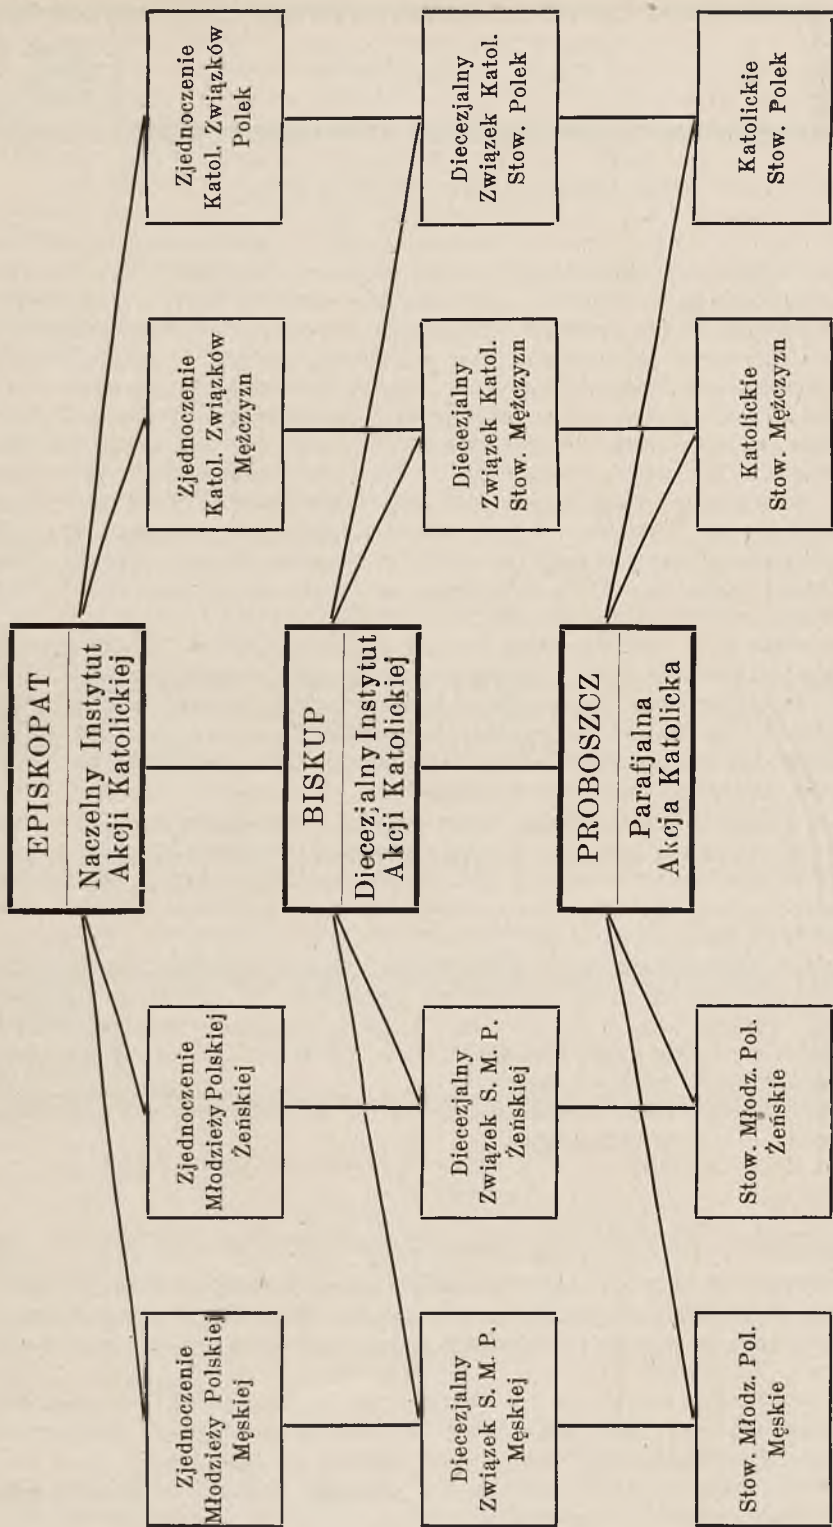 EPISKOPAT
Naczelny Instytut
Akcji Katolickiej
Zjednoczenie
Młodzieży Polskiej
Męskiej
Zjednoczenie
Młodzieży Polskiej
Żeńskiej
Zjednoczenie
Katol. Związków
Mężczyzn
Zjednoczenie
Katol. Związków
Polek
BISKUP
Diecezjalny Instytut
Akcji Katolickiej
Diecezjalny
Związek S. M. P.
Męskiej
Diecezjalny
Związek S. M. P.
Żeńskiej
Diecezjalny
Związek Katol.
Stow. Mężczyzn
Diecezjalny
Związek Katol.
Stow. Polek
PROBOSZCZ
Parafjalna
Akcja Katolicka
Stow. Młodz. Pol.
Męskie
Stow. Młodz. Pol.
Żeńskie
Katolickie
Stow. Mężczyzn
Katolickie
Stow. Polek